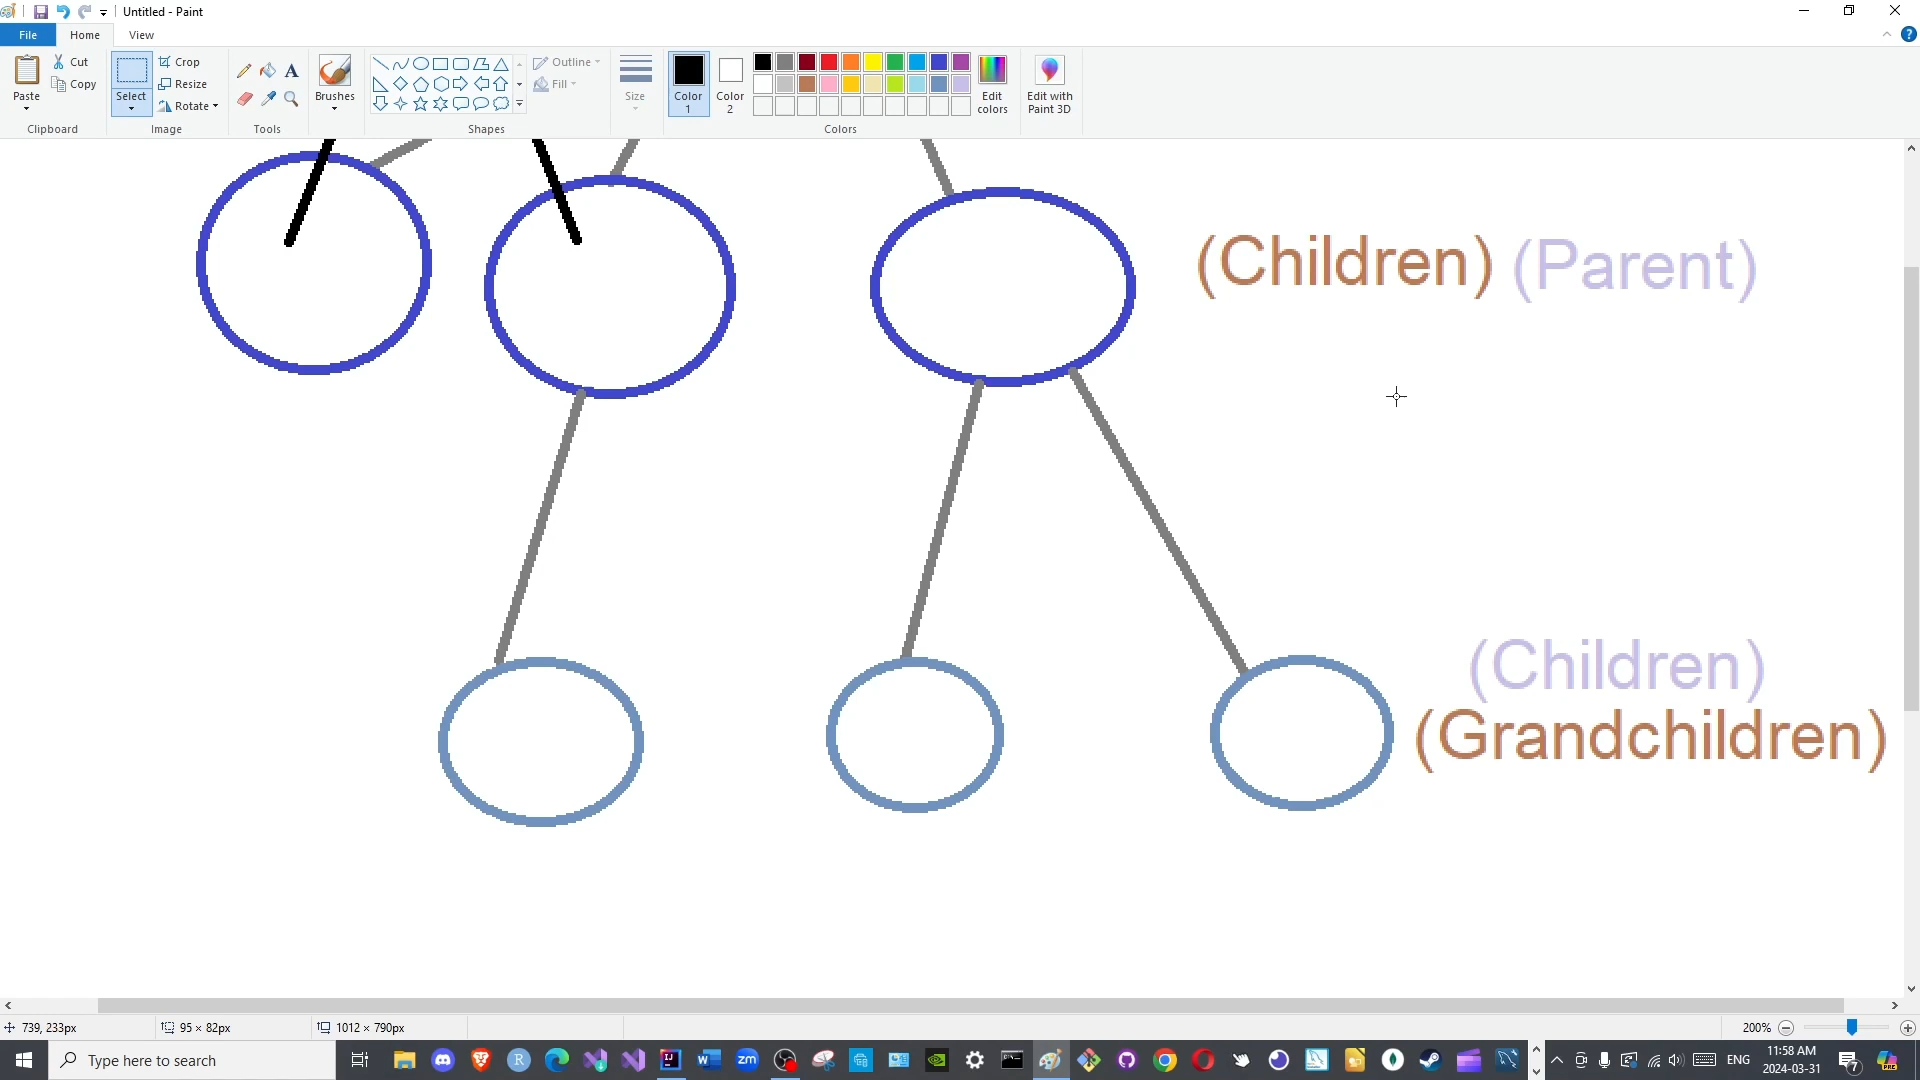 Untitled - Paint
File
Home
View
Paste
Cut
Copy
Clipboard
Select
Crop
Resize
Rotate
Image
Tools
Brushes
Shapes
Outline
Fill
Size
Color 1
Color 2
Edit colors
Colors
Edit with Paint 3D
(Children) (Parent)
(Children)
(Grandchildren)
739, 233px
95 × 82px
1012 × 790px
200%
Type here to search
ENG
11:58 AM
2024-03-31